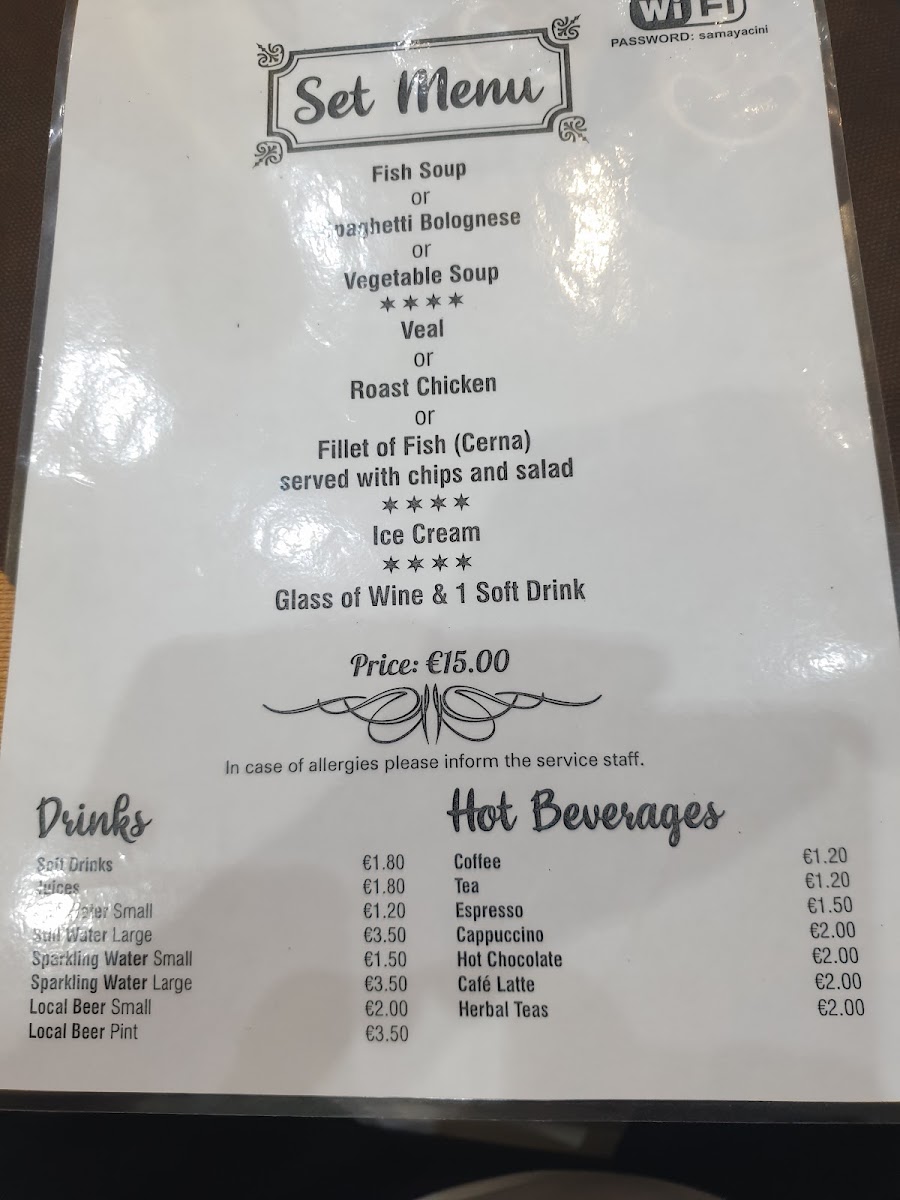 WiFi
PASSWORD: samayacini
Set Menu
Fish Soup
or
Spaghetti Bolognese
or
Vegetable Soup
★ ★ ★ ★
Veal
or
Roast Chicken
or
Fillet of Fish (Cerna)
served with chips and salad
★ ★ ★ ★
Ice Cream
★ ★ ★ ★
Glass of Wine & 1 Soft Drink
Price: €15.00
In case of allergies please inform the service staff.
Drinks
Soft Drinks €1.80
Juices €1.80
Water Small €1.20
Still Water Large €3.50
Sparkling Water Small €1.50
Sparkling Water Large €3.50
Local Beer Small €2.00
Local Beer Pint €3.50
Hot Beverages
Coffee €1.20
Tea €1.20
Espresso €1.50
Cappuccino €2.00
Hot Chocolate €2.00
Café Latte €2.00
Herbal Teas €2.00